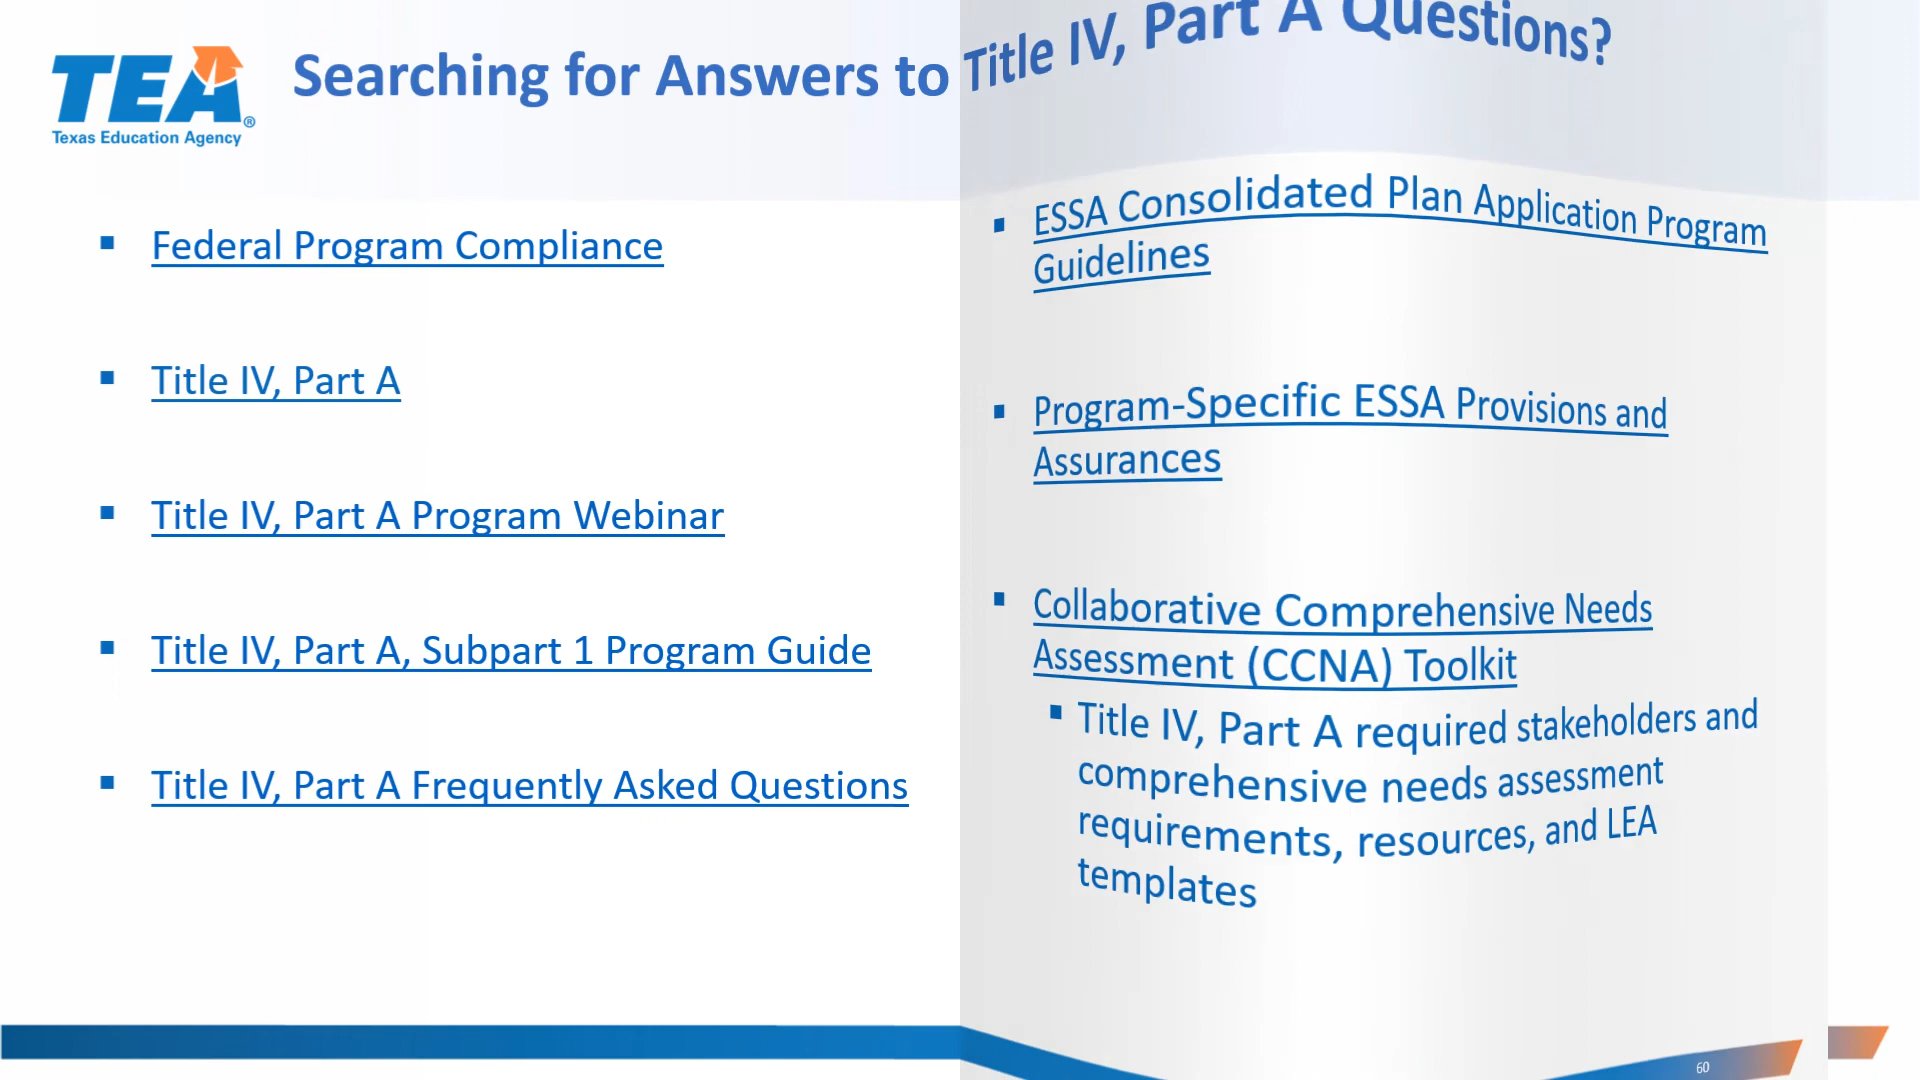 TEA®
Texas Education Agency
Searching for Answers to Title IV, Part A Questions?
▪ Federal Program Compliance
▪ Title IV, Part A
▪ Title IV, Part A Program Webinar
▪ Title IV, Part A, Subpart 1 Program Guide
▪ Title IV, Part A Frequently Asked Questions
▪ ESSA Consolidated Plan Application Program
Guidelines
▪ Program-Specific ESSA Provisions and
Assurances
▪ Collaborative Comprehensive Needs
Assessment (CCNA) Toolkit
▪ Title IV, Part A required stakeholders and
comprehensive needs assessment
requirements, resources, and LEA
templates
60